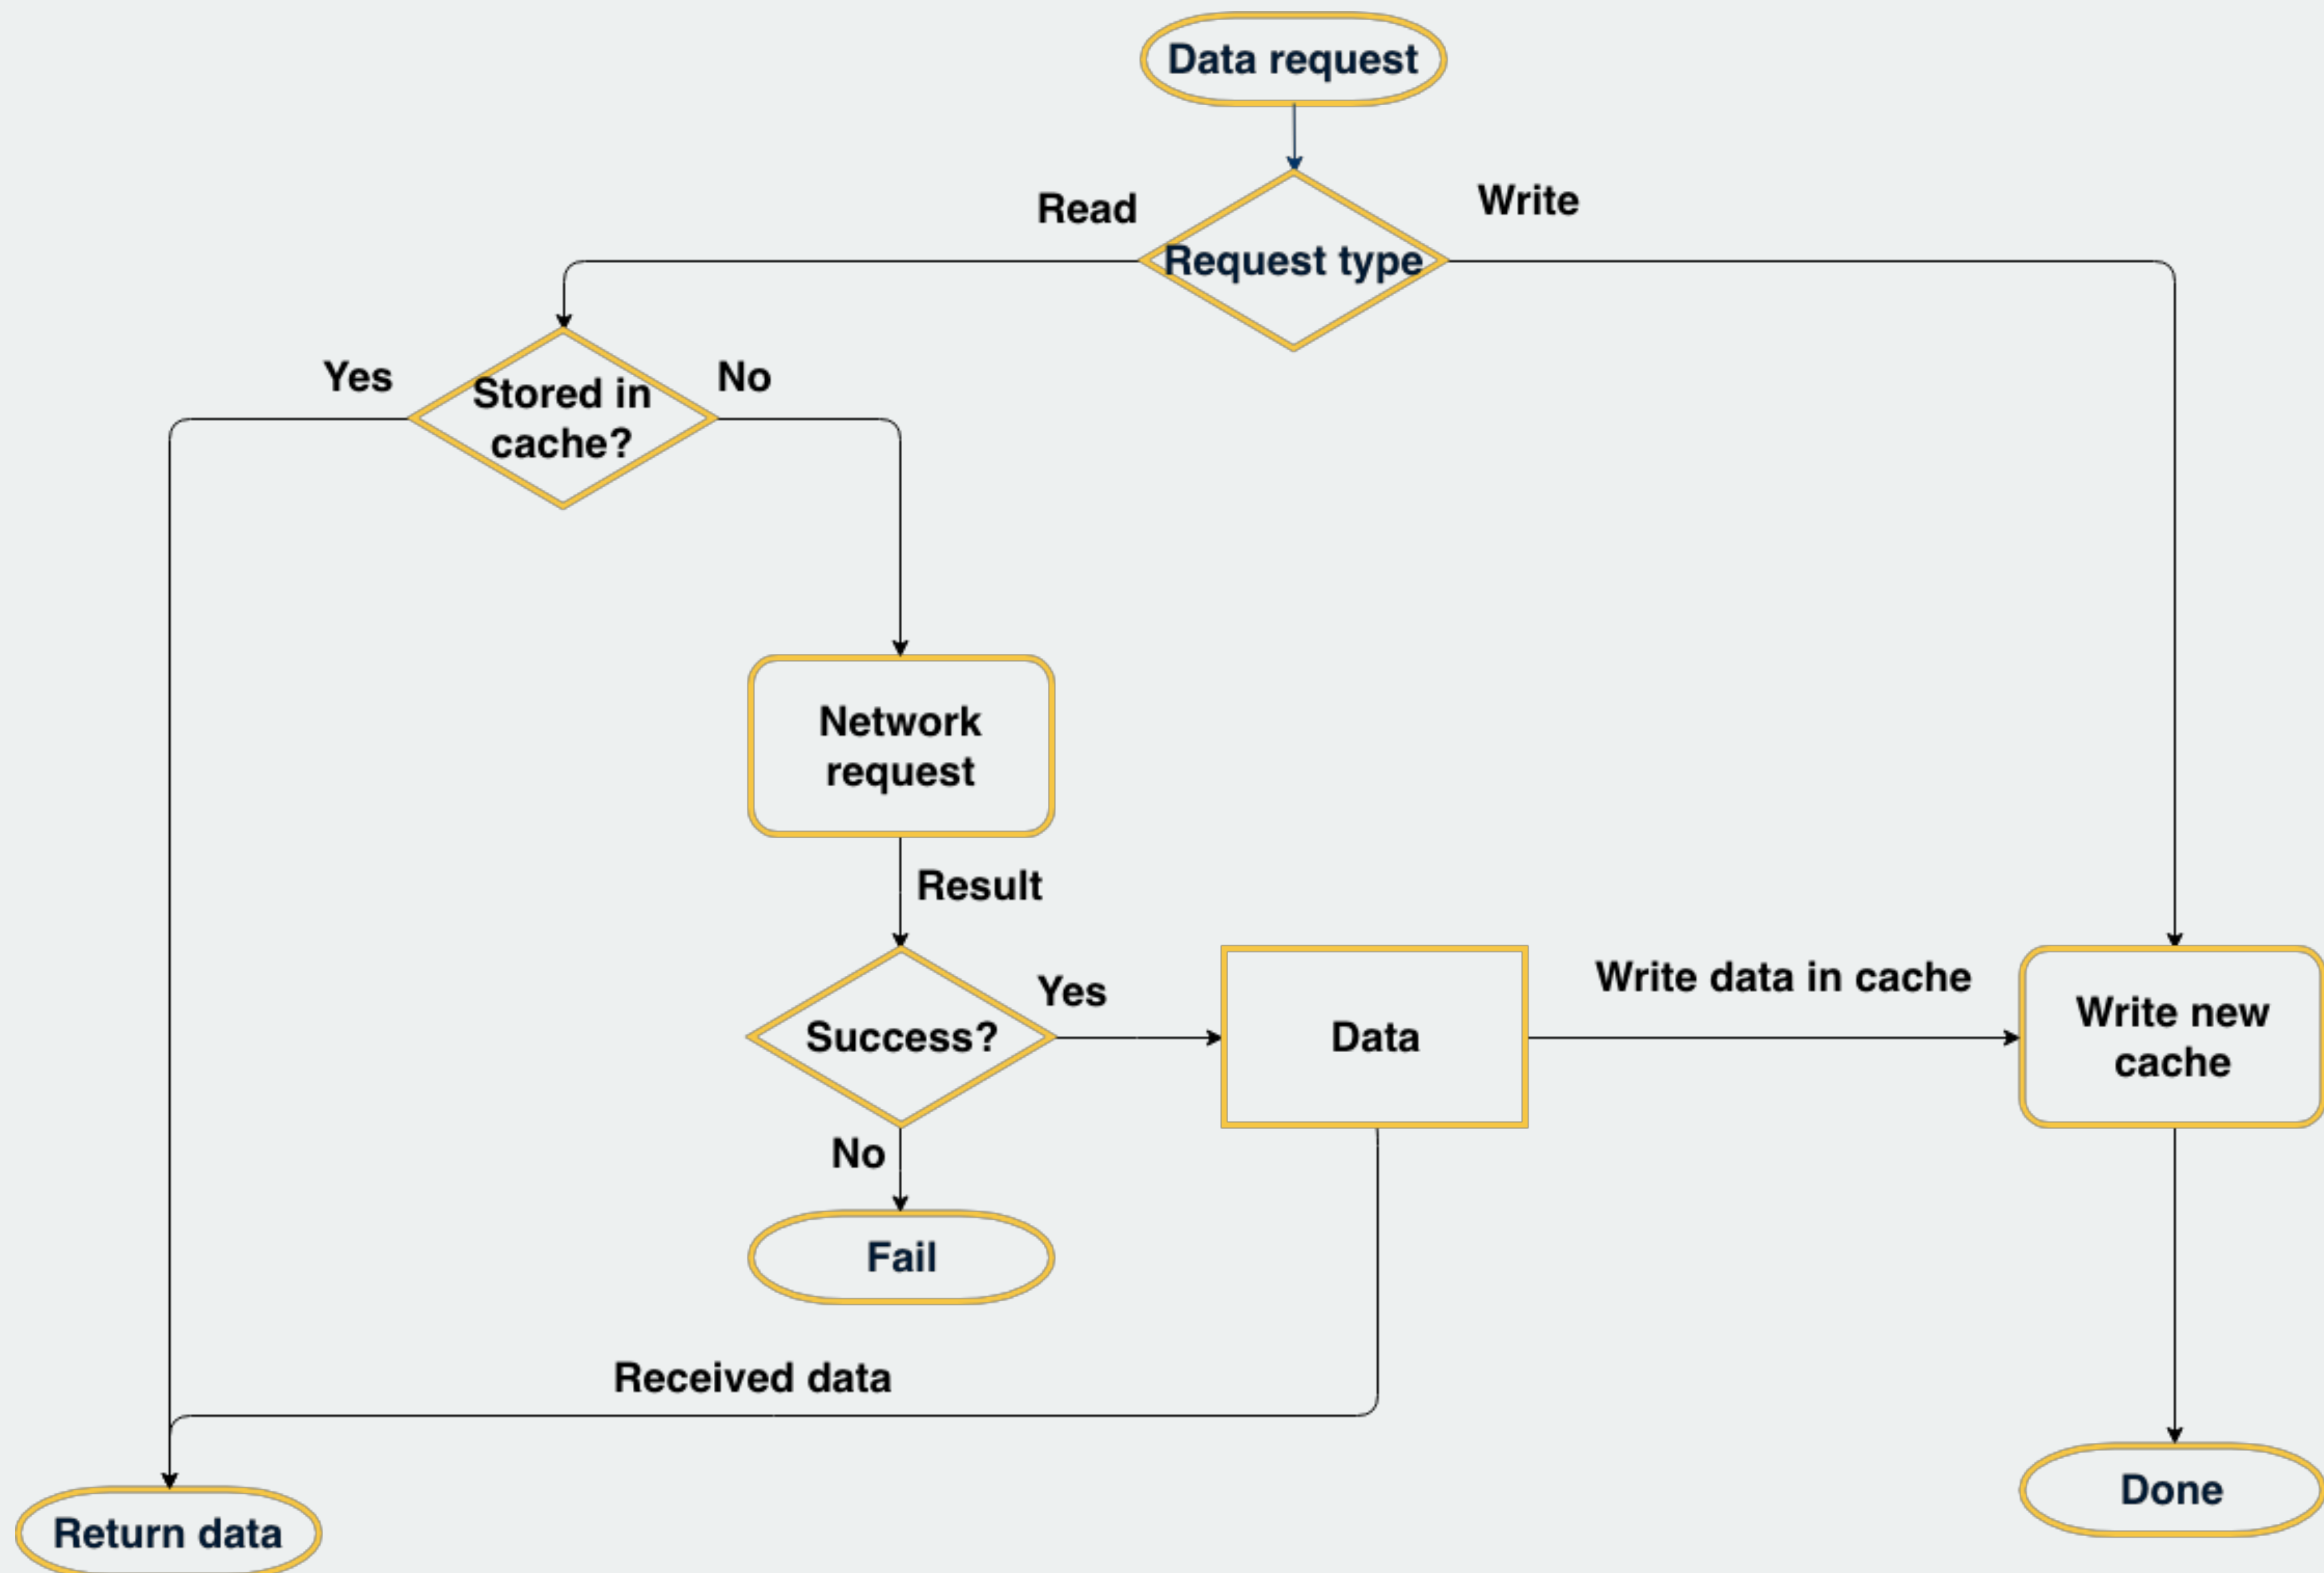 Data request
Read
Write
Request type
Yes
Stored in
cache?
No
Network
request
Result
Success?
Yes
Data
Write data in cache
Write new
cache
No
Fail
Received data
Return data
Done